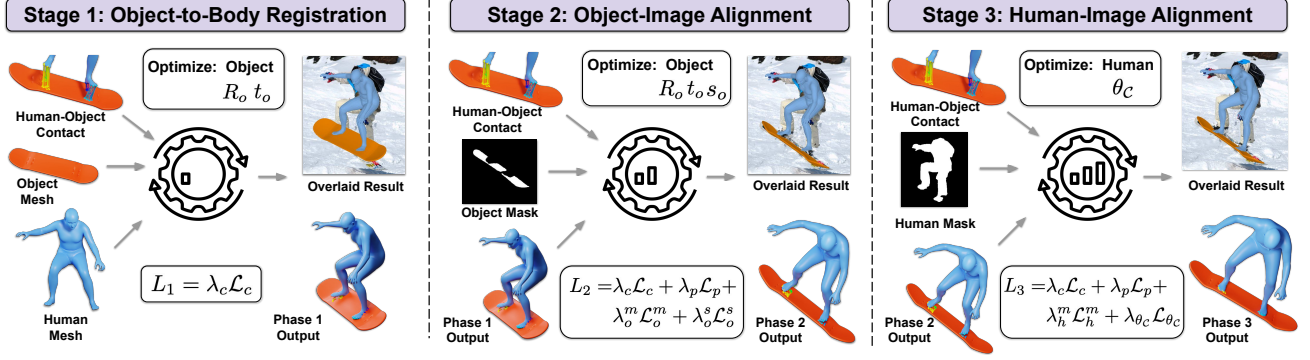 Stage 1: Object-to-Body Registration
Optimize: Object
R_o t_o
Human-Object
Contact
Object
Mesh
Human
Mesh
L_1 = λ_c ℒ_c
Overlaid Result
Phase 1
Output
Stage 2: Object-Image Alignment
Optimize: Object
R_o t_o s_o
Human-Object
Contact
Object Mask
Phase 1
Output
L_2 =λ_c ℒ_c + λ_p ℒ_p+
λ_o^m ℒ_o^m + λ_o^s ℒ_o^s
Overlaid Result
Phase 2
Output
Stage 3: Human-Image Alignment
Optimize: Human
θ_𝒞
Human-Object
Contact
Human Mask
Phase 2
Output
L_3 =λ_c ℒ_c + λ_p ℒ_p+
λ_h^m ℒ_h^m + λ_θ_𝒞 ℒ_θ_𝒞
Overlaid Result
Phase 3
Output